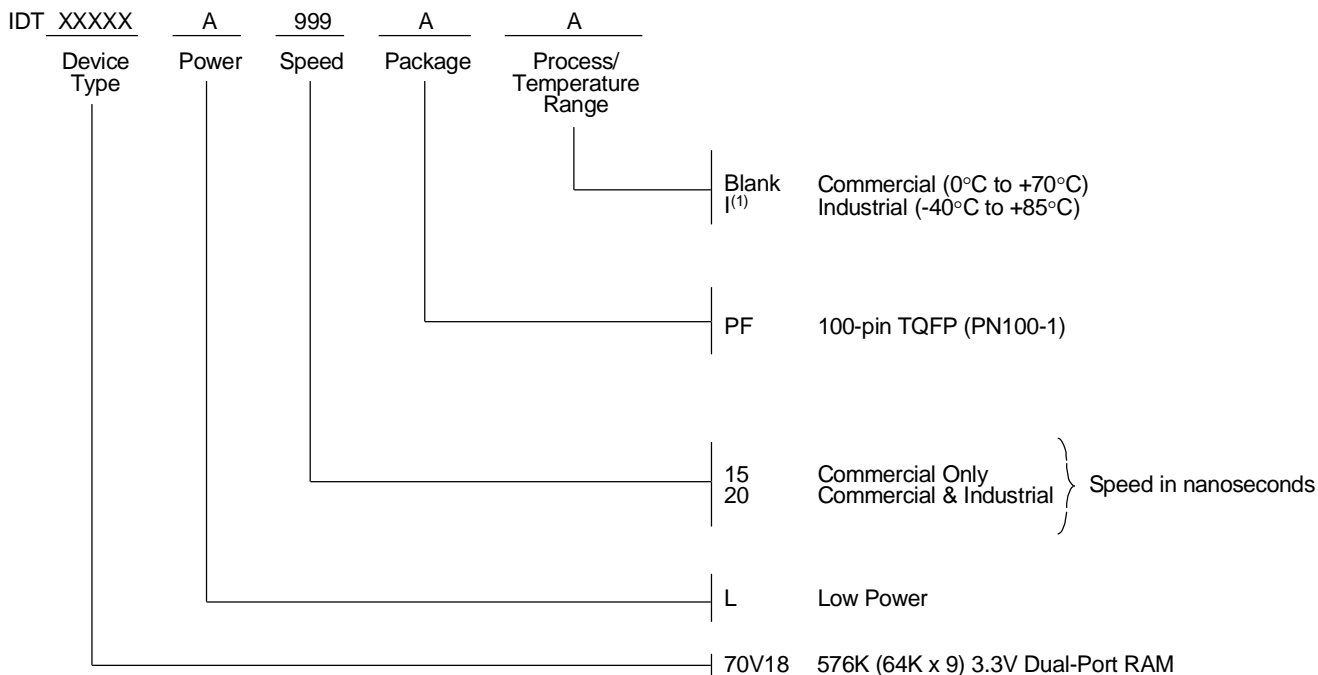 IDT XXXXX A 999 A A
Device Type Power Speed Package Process/ Temperature Range
Blank Commercial (0°C to +70°C)
I(1) Industrial (-40°C to +85°C)
PF 100-pin TQFP (PN100-1)
15 Commercial Only
20 Commercial & Industrial
Speed in nanoseconds
L Low Power
70V18 576K (64K x 9) 3.3V Dual-Port RAM